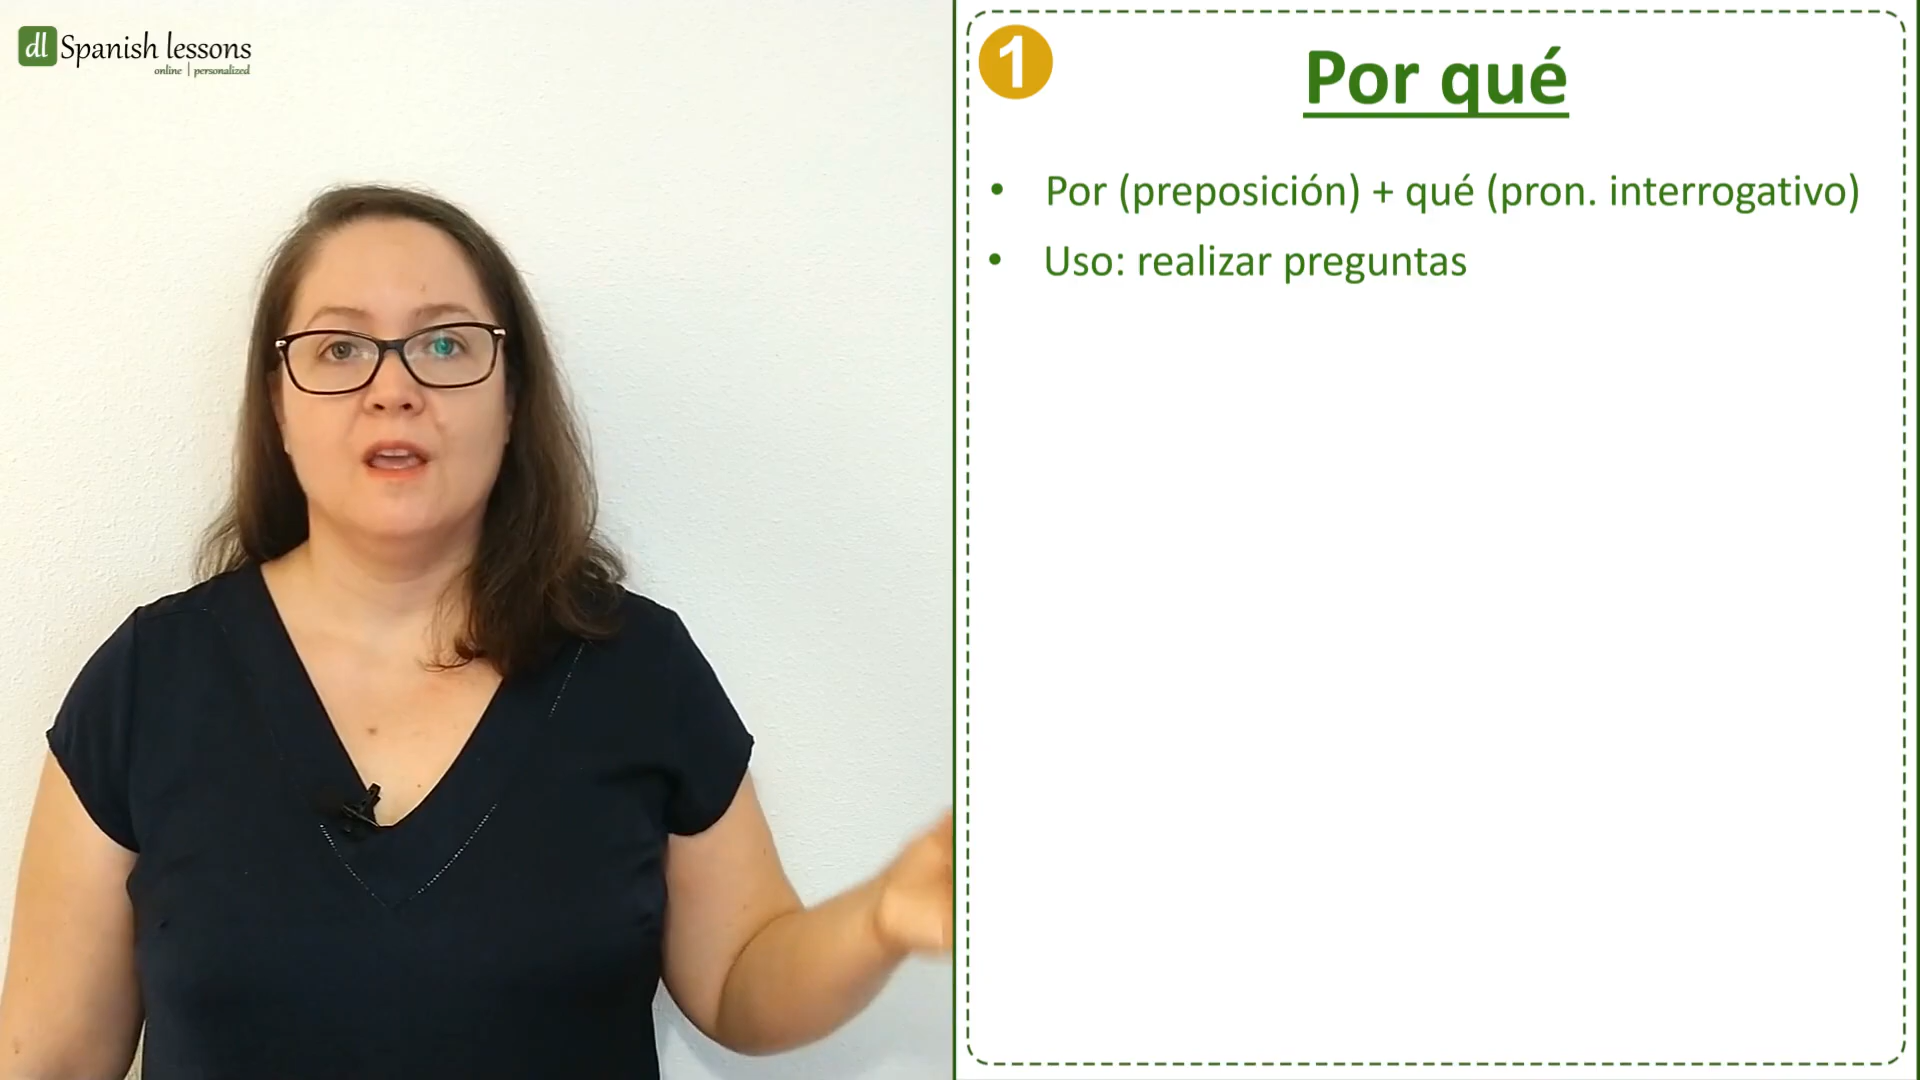 dl Spanish lessons
online | personalized
1
Por qué
• Por (preposición) + qué (pron. interrogativo)
• Uso: realizar preguntas